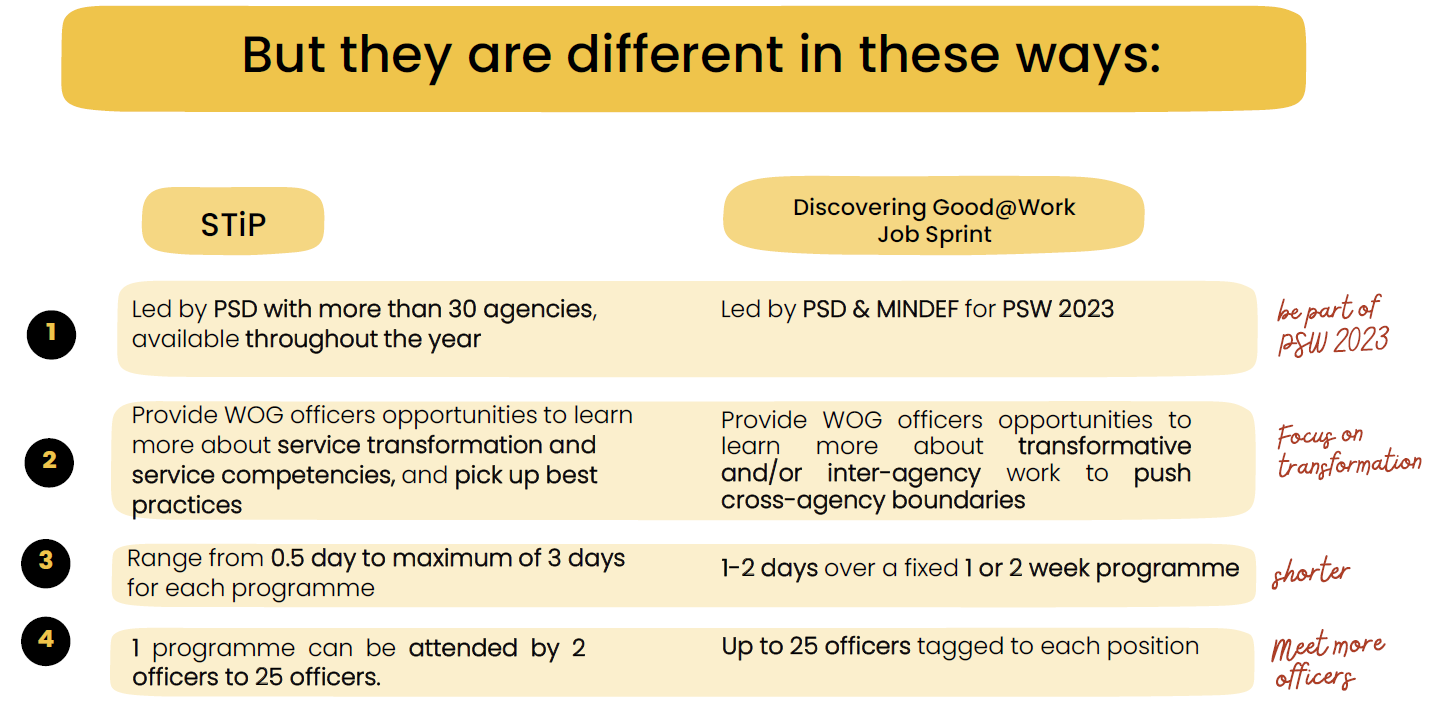 But they are different in these ways:
STiP
Discovering Good@Work
Job Sprint
1
Led by PSD with more than 30 agencies,
available throughout the year
Led by PSD & MINDEF for PSW 2023
be part of
PSW 2023
2
Provide WOG officers opportunities to learn
more about service transformation and
service competencies, and pick up best
practices
Provide WOG officers opportunities to
learn more about transformative
and/or inter-agency work to push
cross-agency boundaries
Focus on
transformation
3
Range from 0.5 day to maximum of 3 days
for each programme
1-2 days over a fixed 1 or 2 week programme
shorter
4
1 programme can be attended by 2
officers to 25 officers.
Up to 25 officers tagged to each position
Meet more
officers